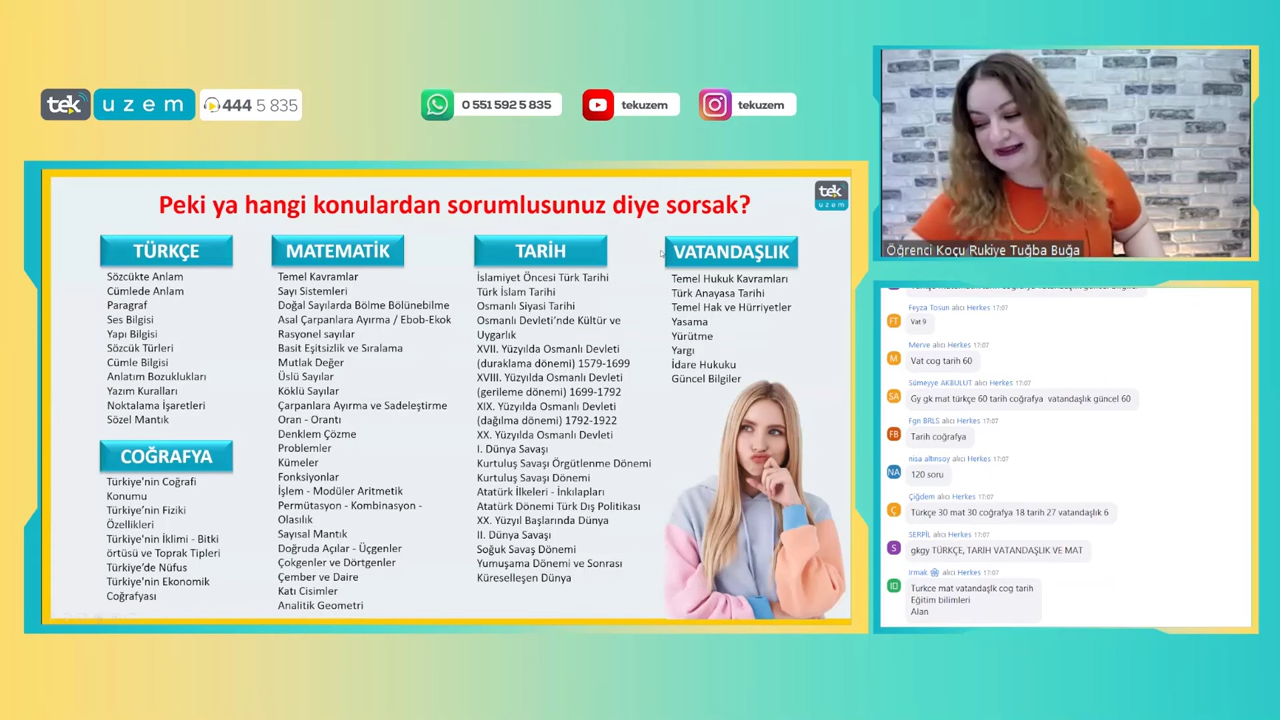 tek uzem 444 5 835
0 551 592 5 835
tekuzem
tekuzem
Peki ya hangi konulardan sorumlusunuz diye sorsak?
tek
uzem
TÜRKÇE
Sözcükte Anlam
Cümlede Anlam
Paragraf
Ses Bilgisi
Yapı Bilgisi
Sözcük Türleri
Cümle Bilgisi
Anlatım Bozuklukları
Yazım Kuralları
Noktalama İşaretleri
Sözel Mantık
COĞRAFYA
Türkiye'nin Coğrafi
Konumu
Türkiye'nin Fiziki
Özellikleri
Türkiye'nin İklimi - Bitki
örtüsü ve Toprak Tipleri
Türkiye'de Nüfus
Türkiye'nin Ekonomik
Coğrafyası
MATEMATİK
Temel Kavramlar
Sayı Sistemleri
Doğal Sayılarda Bölme Bölünebilme
Asal Çarpanlara Ayırma / Ebob-Ekok
Rasyonel sayılar
Basit Eşitsizlik ve Sıralama
Mutlak Değer
Üslü Sayılar
Köklü Sayılar
Çarpanlara Ayırma ve Sadeleştirme
Oran - Orantı
Denklem Çözme
Problemler
Kümeler
Fonksiyonlar
İşlem - Modüler Aritmetik
Permütasyon - Kombinasyon -
Olasılık
Sayısal Mantık
Doğruda Açılar - Üçgenler
Çokgenler ve Dörtgenler
Çember ve Daire
Katı Cisimler
Analitik Geometri
TARİH
İslamiyet Öncesi Türk Tarihi
Türk İslam Tarihi
Osmanlı Siyasi Tarihi
Osmanlı Devleti'nde Kültür ve
Uygarlık
XVII. Yüzyılda Osmanlı Devleti
(duraklama dönemi) 1579-1699
XVIII. Yüzyılda Osmanlı Devleti
(gerileme dönemi) 1699-1792
XIX. Yüzyılda Osmanlı Devleti
(dağılma dönemi) 1792-1922
XX. Yüzyılda Osmanlı Devleti
I. Dünya Savaşı
Kurtuluş Savaşı Örgütlenme Dönemi
Kurtuluş Savaşı Dönemi
Atatürk İlkeleri - İnkılapları
Atatürk Dönemi Türk Dış Politikası
XX. Yüzyıl Başlarında Dünya
II. Dünya Savaşı
Soğuk Savaş Dönemi
Yumuşama Dönemi ve Sonrası
Küreselleşen Dünya
VATANDAŞLIK
Temel Hukuk Kavramları
Türk Anayasa Tarihi
Temel Hak ve Hürriyetler
Yasama
Yürütme
Yargı
İdare Hukuku
Güncel Bilgiler
Öğrenci Koçu Rukiye Tuğba Buğa
Feyza Tosun alıcı Herkes 17:07
FT
Vat 9
Merve alıcı Herkes 17:07
M
Vat cog tarih 60
Sümeyye AKBULUT alıcı Herkes 17:07
SA
Gy gk mat türkçe 60 tarih coğrafya vatandaşlık güncel 60
Fgn BRLS alıcı Herkes 17:07
FB
Tarih coğrafya
nisa altınsoy alıcı Herkes 17:07
NA
120 soru
Çiğdem alıcı Herkes 17:07
Ç
Türkçe 30 mat 30 coğrafya 18 tarih 27 vatandaşlık 6
SERPİL alıcı Herkes 17:07
S
gkgy TÜRKÇE, TARİH VATANDAŞLIK VE MAT
Irmak alıcı Herkes 17:07
Turkce mat vatandaşlk cog tarih
Eğitim bilimleri
Alan